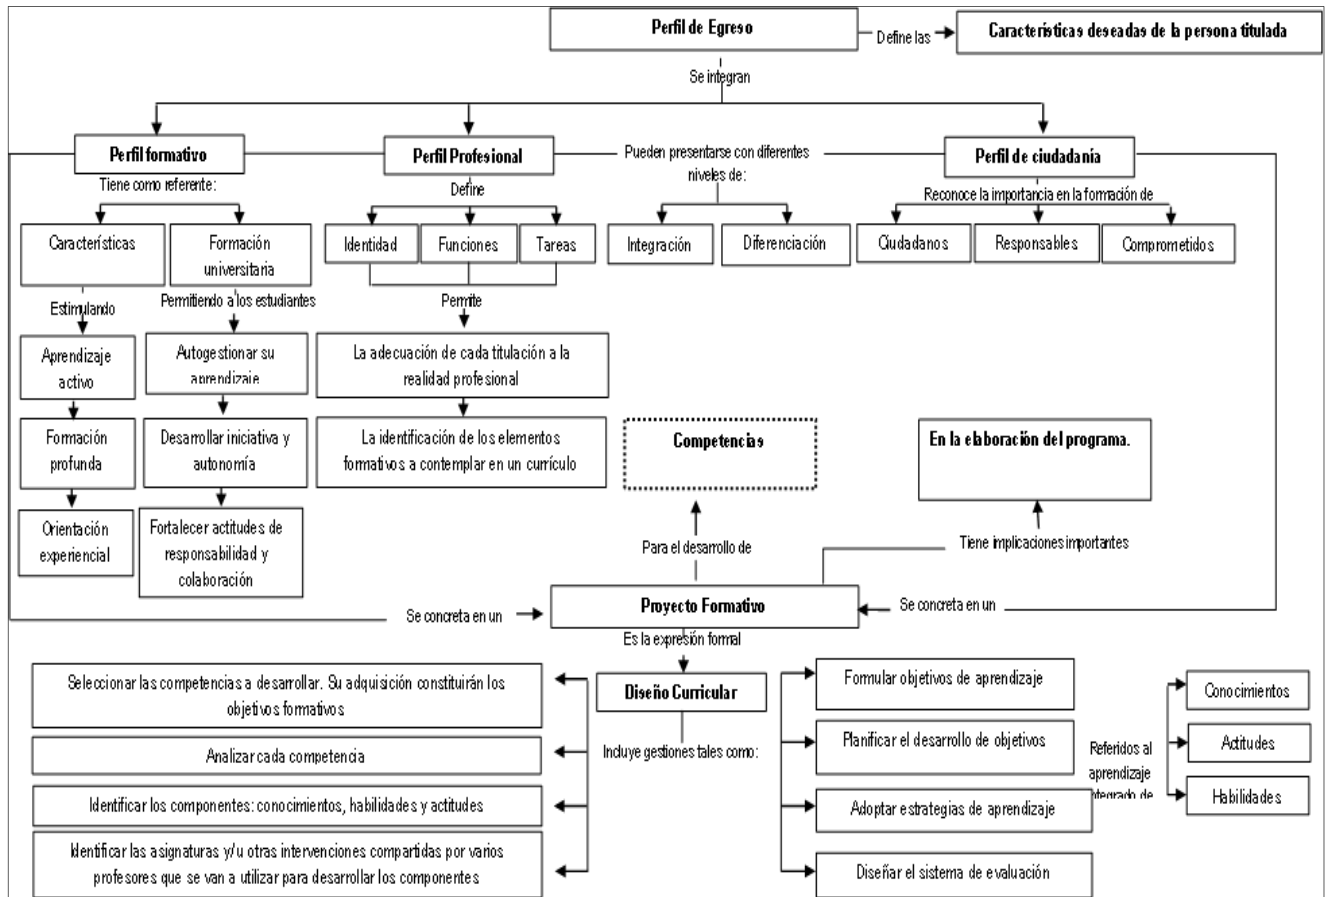 Perfil de Egreso
Define las
Características deseadas de la persona titulada
Se integran
Perfil formativo
Perfil Profesional
Pueden presentarse con diferentes
niveles de:
Perfil de ciudadanía
Tiene como referente:
Define
Reconoce la importancia en la formación de
Características
Formación
universitaria
Identidad
Funciones
Tareas
Integración
Diferenciación
Ciudadanos
Responsables
Comprometidos
Estimulando
Permitiendo a los estudiantes
Permite
Aprendizaje
activo
Autogestionar su
aprendizaje
La adecuación de cada titulación a la
realidad profesional
Formación
profunda
Desarrollar iniciativa y
autonomía
La identificación de los elementos
formativos a contemplar en un currículo
Competencias
En la elaboración del programa.
Orientación
experiencial
Fortalecer actitudes de
responsabilidad y
colaboración
Para el desarrollo de
Tiene implicaciones importantes
Se concreta en un
Proyecto Formativo
Se concreta en un
Es la expresión formal
Diseño Curricular
Incluye gestiones tales como:
Seleccionar las competencias a desarrollar. Su adquisición constituirán los
objetivos formativos
Analizar cada competencia
Identificar los componentes: conocimientos, habilidades y actitudes
Identificar las asignaturas y/u otras intervenciones compartidas por varios
profesores que se van a utilizar para desarrollar los componentes
Formular objetivos de aprendizaje
Planificar el desarrollo de objetivos
Adoptar estrategias de aprendizaje
Diseñar el sistema de evaluación
Referidos al
aprendizaje
integrado de
Conocimientos
Actitudes
Habilidades